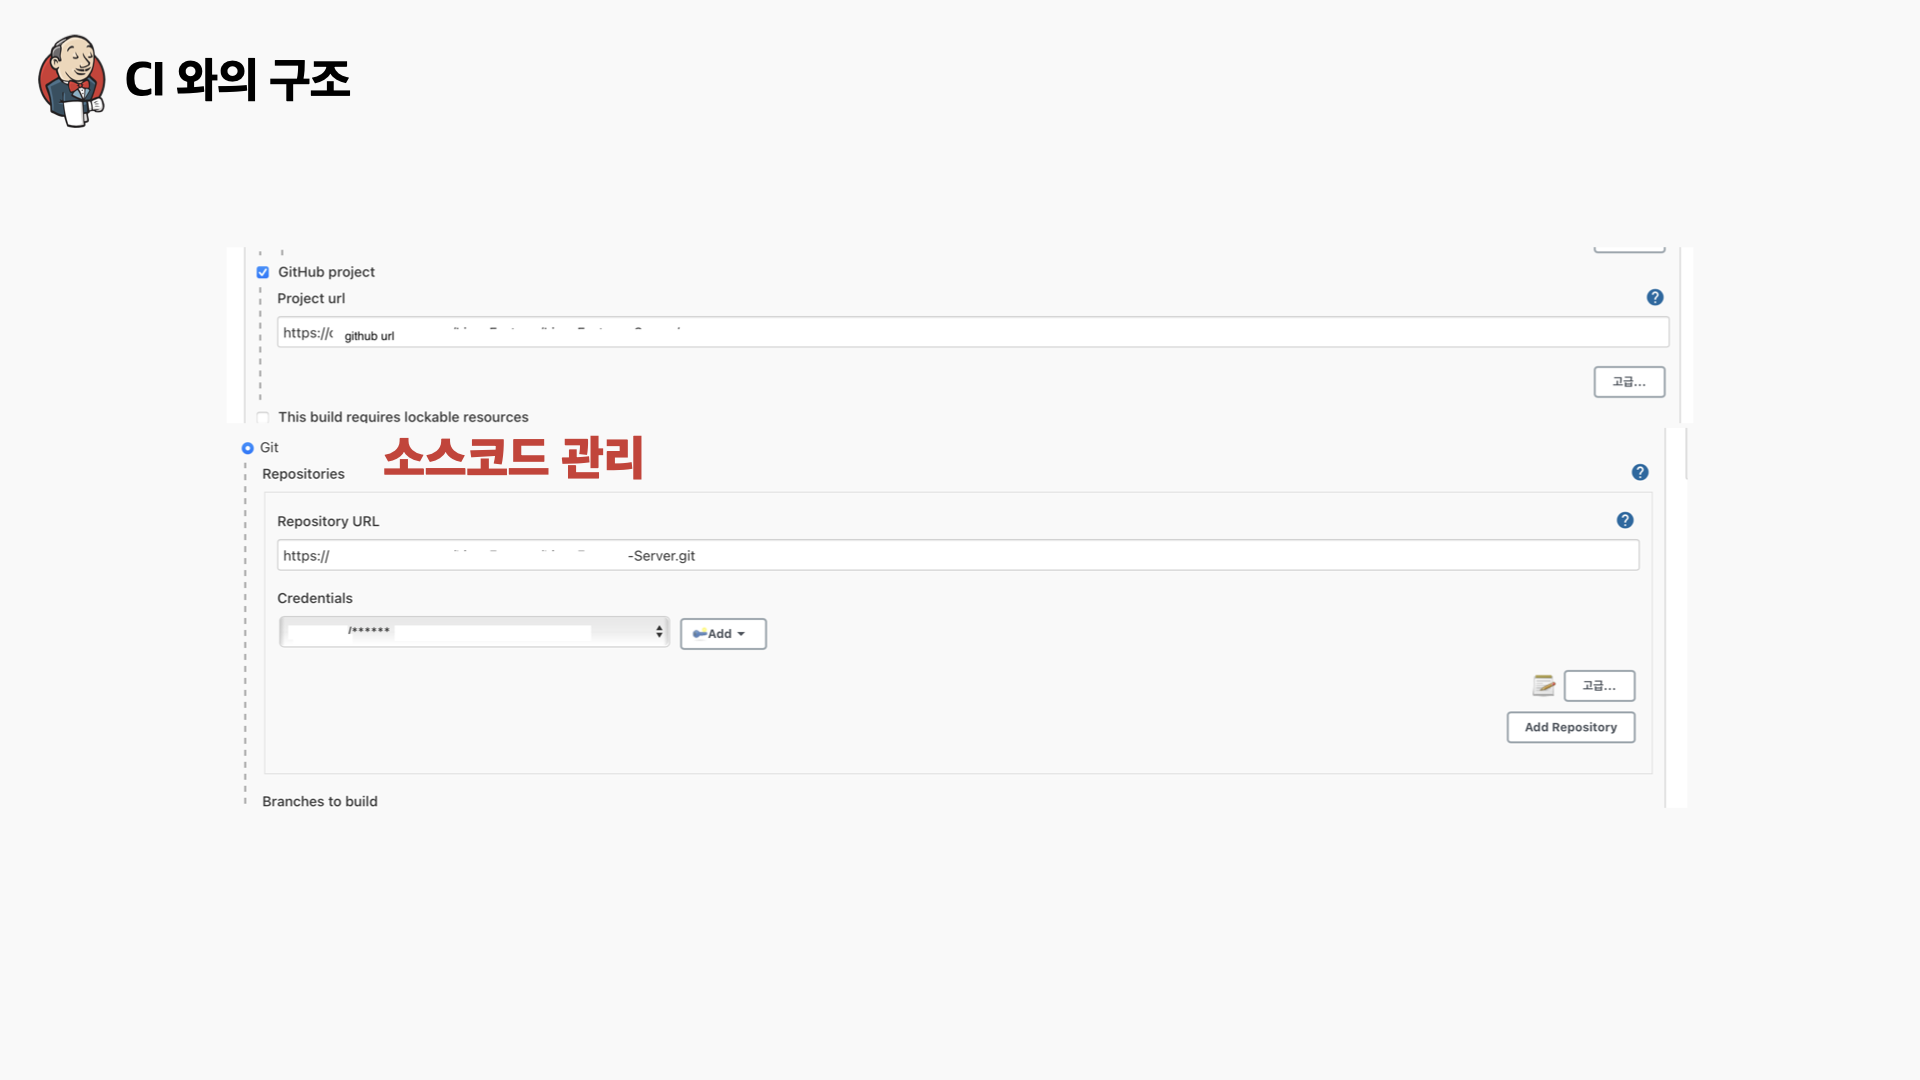 CI 와의 구조
GitHub project
Project url
https://
github url
고급...
This build requires lockable resources
Git
소스코드 관리
Repositories
Repository URL
https:// -Server.git
Credentials
/******
Add
고급...
Add Repository
Branches to build